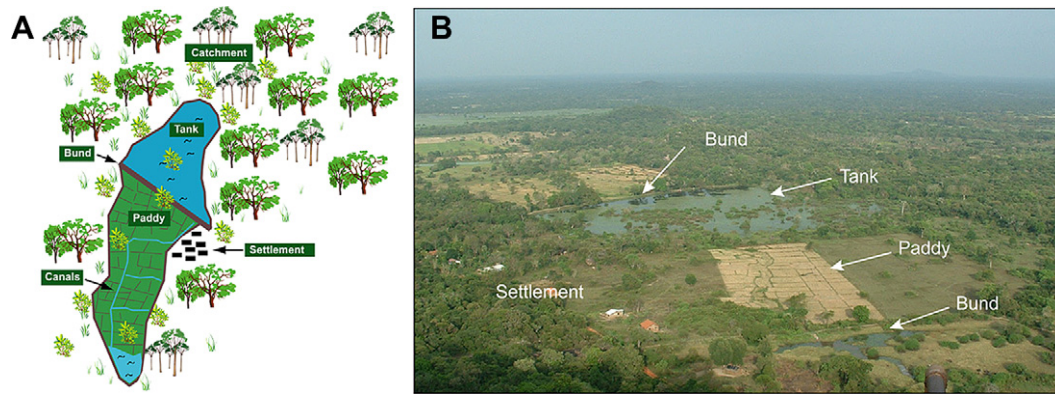 A
Catchment
Tank
Bund
Paddy
Settlement
Canals
B
Bund
Tank
Paddy
Settlement
Bund